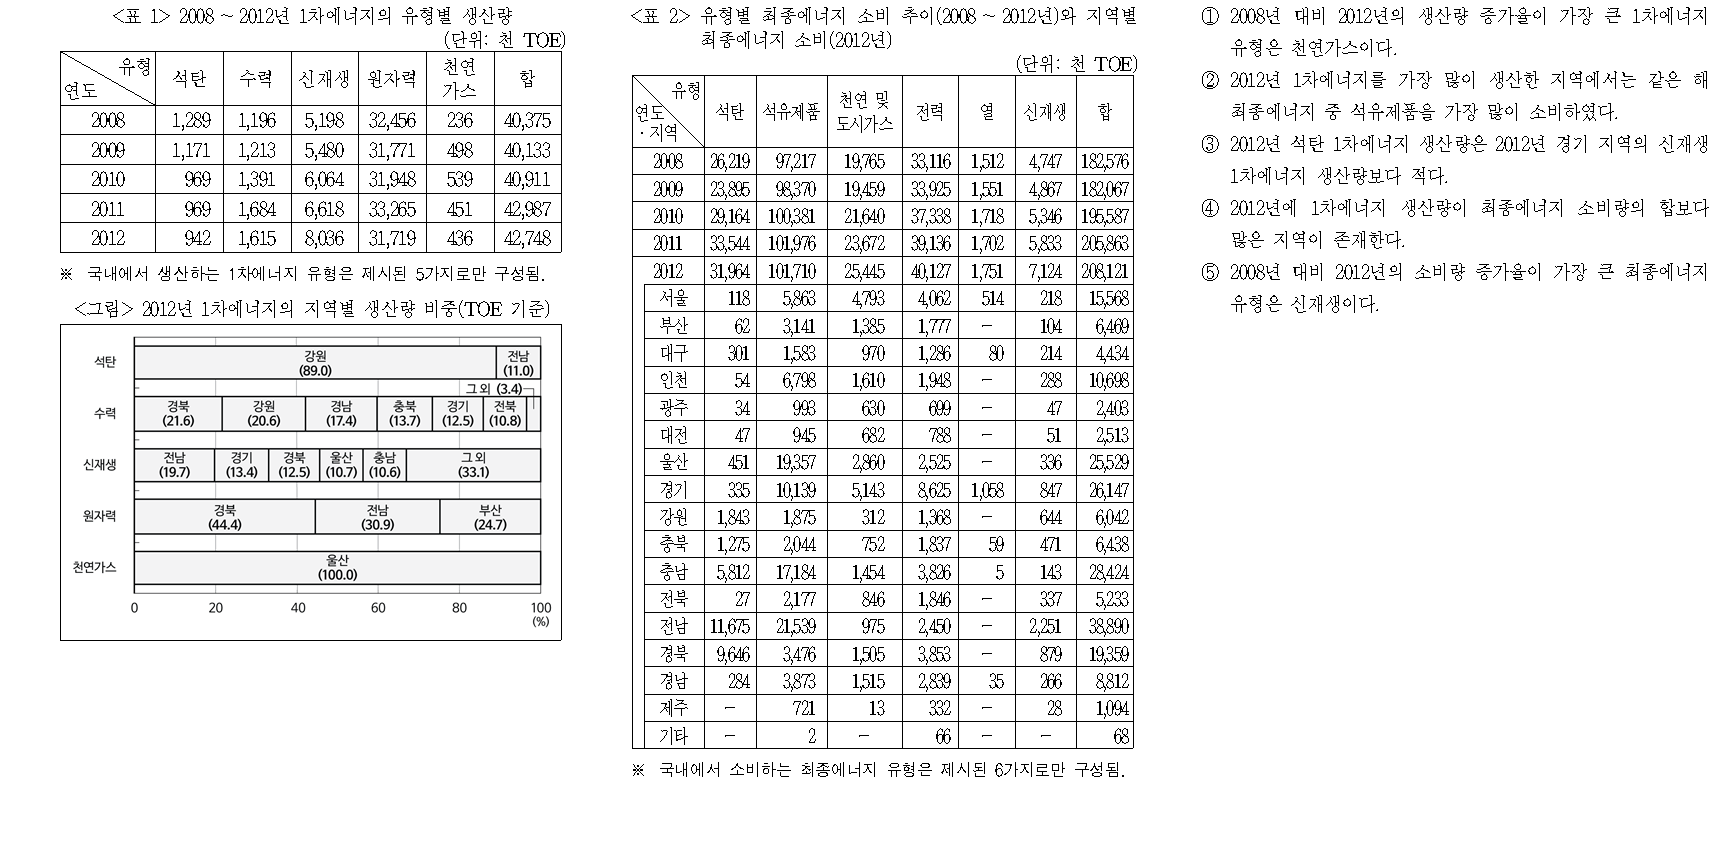 <표 1> 2008 ~ 2012년 1차에너지의 유형별 생산량
(단위: 천 TOE)
유형 연도 석탄 수력 신재생 원자력 천연가스 합
2008 1,289 1,196 5,198 32,456 236 40,375
2009 1,171 1,213 5,480 31,771 498 40,133
2010 969 1,391 6,064 31,948 539 40,911
2011 969 1,684 6,618 33,265 451 42,987
2012 942 1,615 8,036 31,719 436 42,748
※ 국내에서 생산하는 1차에너지 유형은 제시된 5가지로만 구성됨.
<그림> 2012년 1차에너지의 지역별 생산량 비중(TOE 기준)
석탄 강원 (89.0) 전남 (11.0)
그 외 (3.4)
수력 경북 (21.6) 강원 (20.6) 경남 (17.4) 충북 (13.7) 경기 (12.5) 전북 (10.8)
신재생 전남 (19.7) 경기 (13.4) 경북 (12.5) 울산 (10.7) 충남 (10.6) 그 외 (33.1)
원자력 경북 (44.4) 전남 (30.9) 부산 (24.7)
천연가스 울산 (100.0)
0 20 40 60 80 100
(%)
<표 2> 유형별 최종에너지 소비 추이(2008 ~ 2012년)와 지역별
최종에너지 소비(2012년)
(단위: 천 TOE)
유형 연도·지역 석탄 석유제품 천연 및 도시가스 전력 열 신재생 합
2008 26,219 97,217 19,765 33,116 1,512 4,747 182,576
2009 23,895 98,370 19,459 33,925 1,551 4,867 182,067
2010 29,164 100,381 21,640 37,338 1,718 5,346 195,587
2011 33,544 101,976 23,672 39,136 1,702 5,833 205,863
2012 31,964 101,710 25,445 40,127 1,751 7,124 208,121
서울 118 5,863 4,793 4,062 514 218 15,568
부산 62 3,141 1,385 1,777 － 104 6,469
대구 301 1,583 970 1,286 80 214 4,434
인천 54 6,798 1,610 1,948 － 288 10,698
광주 34 993 630 699 － 47 2,403
대전 47 945 682 788 － 51 2,513
울산 451 19,357 2,860 2,525 － 336 25,529
경기 335 10,139 5,143 8,625 1,058 847 26,147
강원 1,843 1,875 312 1,368 － 644 6,042
충북 1,275 2,044 752 1,837 59 471 6,438
충남 5,812 17,184 1,454 3,826 5 143 28,424
전북 27 2,177 846 1,846 － 337 5,233
전남 11,675 21,539 975 2,450 － 2,251 38,890
경북 9,646 3,476 1,505 3,853 － 879 19,359
경남 284 3,873 1,515 2,839 35 266 8,812
제주 － 721 13 332 － 28 1,094
기타 － 2 － 66 － － 68
※ 국내에서 소비하는 최종에너지 유형은 제시된 6가지로만 구성됨.
① 2008년 대비 2012년의 생산량 증가율이 가장 큰 1차에너지
유형은 천연가스이다.
② 2012년 1차에너지를 가장 많이 생산한 지역에서는 같은 해
최종에너지 중 석유제품을 가장 많이 소비하였다.
③ 2012년 석탄 1차에너지 생산량은 2012년 경기 지역의 신재생
1차에너지 생산량보다 적다.
④ 2012년에 1차에너지 생산량이 최종에너지 소비량의 합보다
많은 지역이 존재한다.
⑤ 2008년 대비 2012년의 소비량 증가율이 가장 큰 최종에너지
유형은 신재생이다.